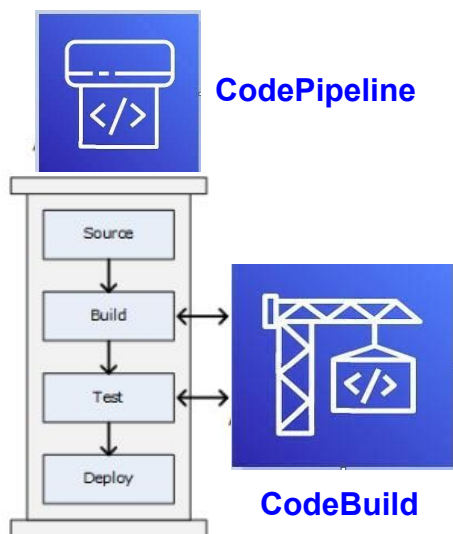 </>
CodePipeline
Source
Build
Test
Deploy
</>
CodeBuild